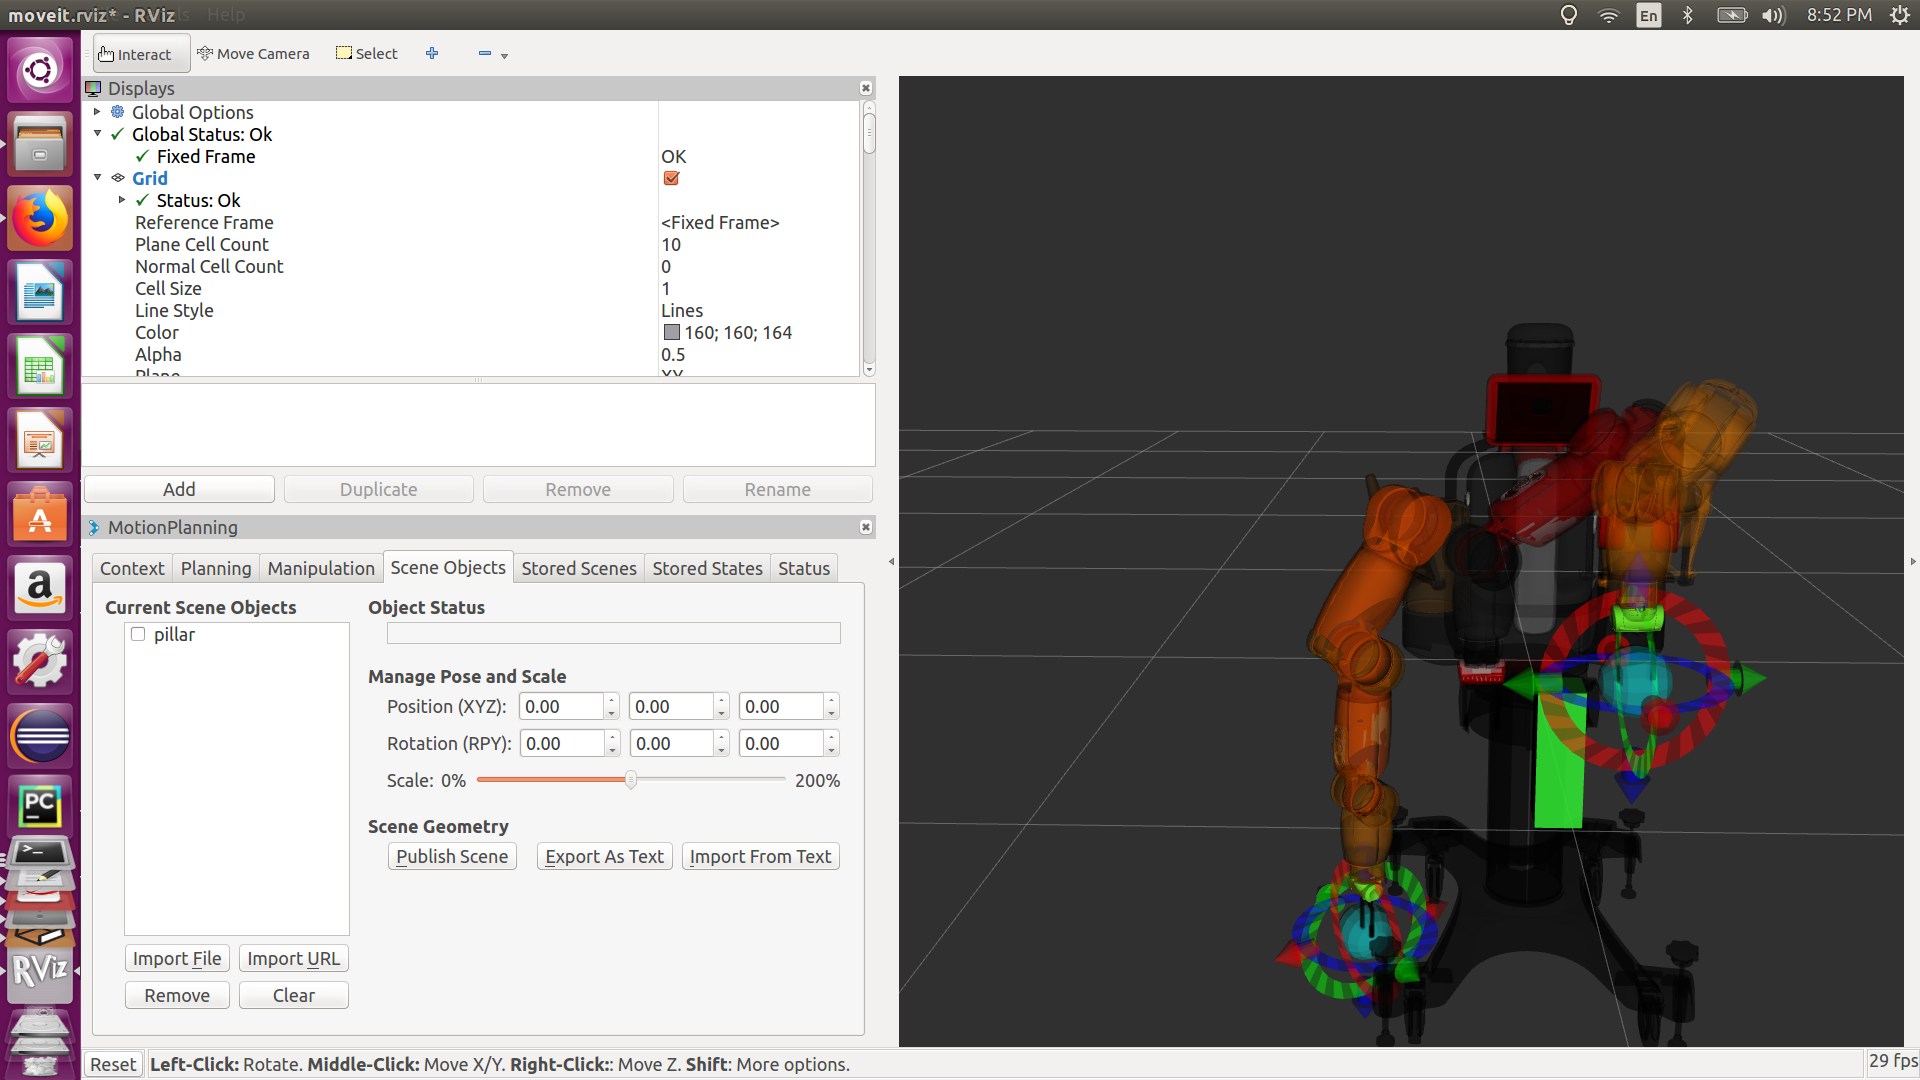 moveit.rviz* - RViz
Help
En
8:52 PM
Interact
Move Camera
Select
Displays
Global Options
Global Status: Ok
Fixed Frame OK
Grid
Status: Ok
Reference Frame <Fixed Frame>
Plane Cell Count 10
Normal Cell Count 0
Cell Size 1
Line Style Lines
Color 160; 160; 164
Alpha 0.5
Plane XY
Add Duplicate Remove Rename
MotionPlanning
Context Planning Manipulation Scene Objects Stored Scenes Stored States Status
Current Scene Objects
pillar
Object Status
Manage Pose and Scale
Position (XYZ): 0.00 0.00 0.00
Rotation (RPY): 0.00 0.00 0.00
Scale: 0% 200%
Scene Geometry
Publish Scene Export As Text Import From Text
Import File Import URL
Remove Clear
PC
RViz
Reset Left-Click: Rotate. Middle-Click: Move X/Y. Right-Click:: Move Z. Shift: More options.
29 fps